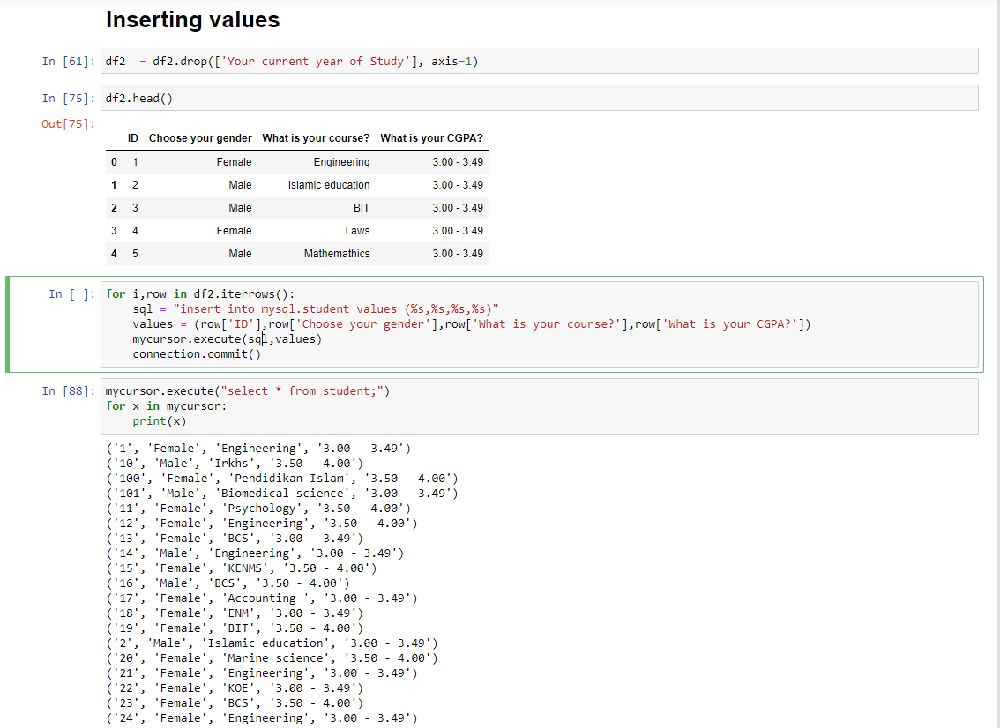 Inserting values
In [61]: df2  = df2.drop(['Your current year of Study'], axis=1)
In [75]: df2.head()
Out[75]:
ID Choose your gender What is your course? What is your CGPA?
0 1 Female Engineering 3.00 - 3.49
1 2 Male Islamic education 3.00 - 3.49
2 3 Male BIT 3.00 - 3.49
3 4 Female Laws 3.00 - 3.49
4 5 Male Mathemathics 3.00 - 3.49
In [ ]: for i,row in df2.iterrows():
    sql = "insert into mysql.student values (%s,%s,%s,%s)"
    values = (row['ID'],row['Choose your gender'],row['What is your course?'],row['What is your CGPA?'])
    mycursor.execute(sql,values)
    connection.commit()
In [88]: mycursor.execute("select * from student;")
for x in mycursor:
    print(x)
('1', 'Female', 'Engineering', '3.00 - 3.49')
('10', 'Male', 'Irkhs', '3.50 - 4.00')
('100', 'Female', 'Pendidikan Islam', '3.50 - 4.00')
('101', 'Male', 'Biomedical science', '3.00 - 3.49')
('11', 'Female', 'Psychology', '3.50 - 4.00')
('12', 'Female', 'Engineering', '3.50 - 4.00')
('13', 'Female', 'BCS', '3.00 - 3.49')
('14', 'Male', 'Engineering', '3.00 - 3.49')
('15', 'Female', 'KENMS', '3.50 - 4.00')
('16', 'Male', 'BCS', '3.50 - 4.00')
('17', 'Female', 'Accounting ', '3.00 - 3.49')
('18', 'Female', 'ENM', '3.00 - 3.49')
('19', 'Female', 'BIT', '3.50 - 4.00')
('2', 'Male', 'Islamic education', '3.00 - 3.49')
('20', 'Female', 'Marine science', '3.50 - 4.00')
('21', 'Female', 'Engineering', '3.00 - 3.49')
('22', 'Female', 'KOE', '3.00 - 3.49')
('23', 'Female', 'BCS', '3.50 - 4.00')
('24', 'Female', 'Engineering', '3.00 - 3.49')